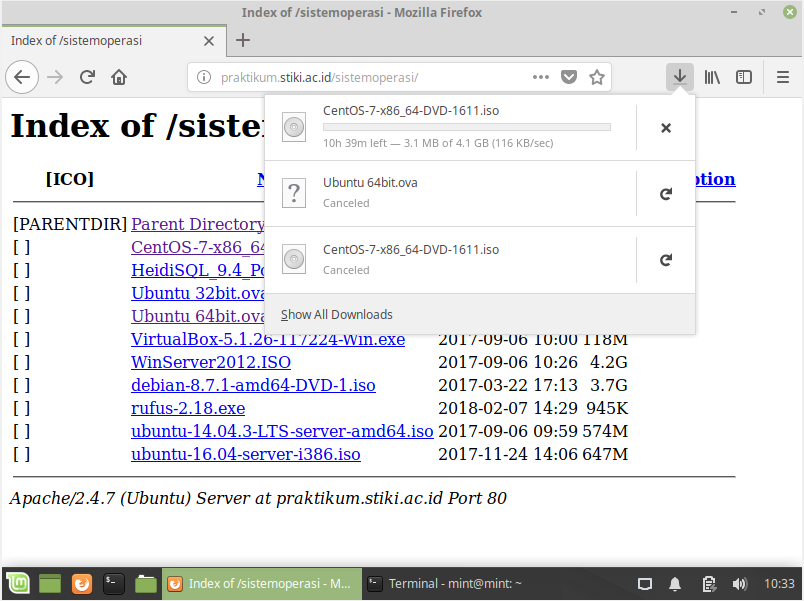 Index of /sistemoperasi - Mozilla Firefox
Index of /sistemoperasi
praktikum.stiki.ac.id/sistemoperasi/
Index of /siste
CentOS-7-x86_64-DVD-1611.iso
10h 39m left — 3.1 MB of 4.1 GB (116 KB/sec)
Ubuntu 64bit.ova
Canceled
CentOS-7-x86_64-DVD-1611.iso
Canceled
Show All Downloads
[ICO] N ption
[PARENTDIR] Parent Directory
[ ] CentOS-7-x86_64
[ ] HeidiSQL_9.4_Po
[ ] Ubuntu 32bit.ova
[ ] Ubuntu 64bit.ova
[ ] VirtualBox-5.1.26-117224-Win.exe 2017-09-06 10:00 118M
[ ] WinServer2012.ISO 2017-09-06 10:26 4.2G
[ ] debian-8.7.1-amd64-DVD-1.iso 2017-03-22 17:13 3.7G
[ ] rufus-2.18.exe 2018-02-07 14:29 945K
[ ] ubuntu-14.04.3-LTS-server-amd64.iso 2017-09-06 09:59 574M
[ ] ubuntu-16.04-server-i386.iso 2017-11-24 14:06 647M
Apache/2.4.7 (Ubuntu) Server at praktikum.stiki.ac.id Port 80
Index of /sistemoperasi - M... Terminal - mint@mint: ~ 10:33